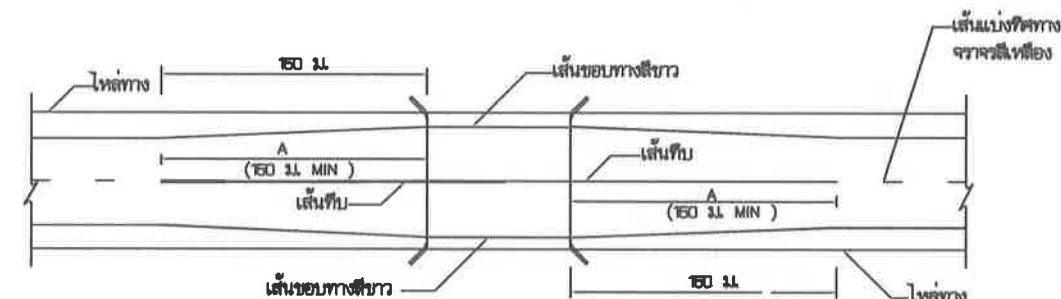 เส้นแบ่งทิศทาง
จราจรสีเหลือง
150 ม.
เส้นขอบทางสีขาว
ไหล่ทาง
A
(150 ม. MIN )
เส้นทึบ
เส้นทึบ
A
(150 ม. MIN )
เส้นขอบทางสีขาว
150 ม.
ไหล่ทาง